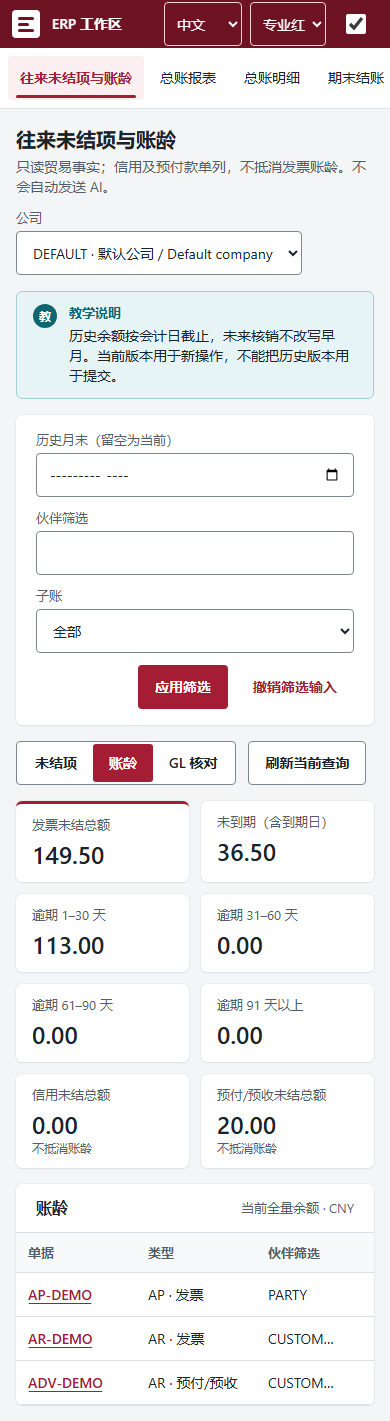 ERP 工作区
中文
专业红
往来未结项与账龄
总账报表
总账明细
期末结账
往来未结项与账龄
只读贸易事实；信用及预付款单列，不抵消发票账龄。不
会自动发送 AI。
公司
DEFAULT · 默认公司 / Default company
教
教学说明
历史余额按会计日截止，未来核销不改写早
月。当前版本用于新操作，不能把历史版本用
于提交。
历史月末（留空为当前）
--------- ----
伙伴筛选
子账
全部
应用筛选
撤销筛选输入
未结项
账龄
GL 核对
刷新当前查询
发票未结总额
149.50
未到期（含到期日）
36.50
逾期 1–30 天
113.00
逾期 31–60 天
0.00
逾期 61–90 天
0.00
逾期 91 天以上
0.00
信用未结总额
0.00
不抵消账龄
预付/预收未结总额
20.00
不抵消账龄
账龄
当前全量余额 · CNY
单据 类型 伙伴筛选
AP-DEMO AP · 发票 PARTY
AR-DEMO AR · 发票 CUSTOM...
ADV-DEMO AR · 预付/预收 CUSTOM...